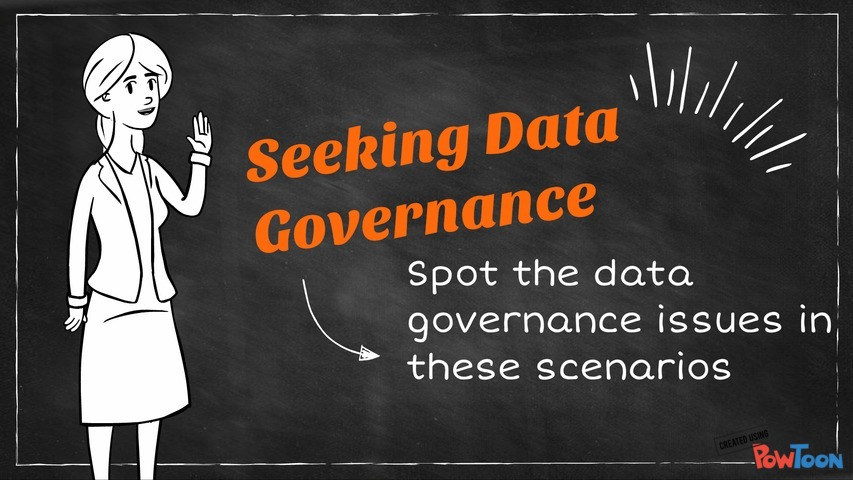 Seeking Data
Governance
Spot the data
governance issues in
these scenarios
CREATED USING
PowToon